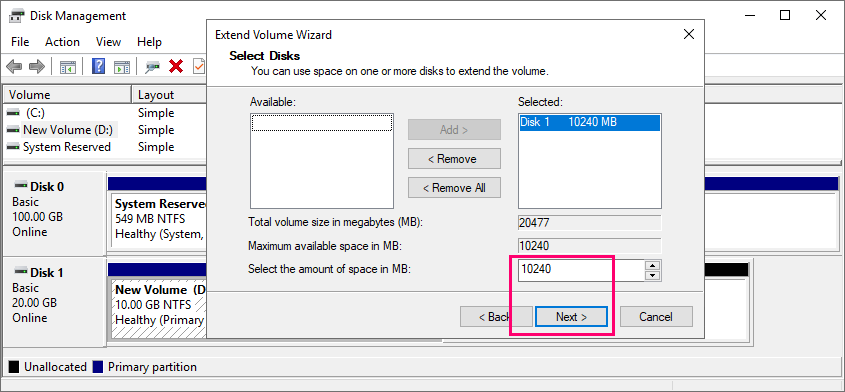 Disk Management
File Action View Help
Volume Layout
(C:) Simple
New Volume (D:) Simple
System Reserved Simple
Disk 0
Basic
100.00 GB
Online
System Reserve
549 MB NTFS
Healthy (System,
Disk 1
Basic
20.00 GB
Online
New Volume (D
10.00 GB NTFS
Healthy (Primary
Unallocated Primary partition
Extend Volume Wizard
Select Disks
You can use space on one or more disks to extend the volume.
Available: Selected:
Disk 1 10240 MB
Add >
< Remove
< Remove All
Total volume size in megabytes (MB): 20477
Maximum available space in MB: 10240
Select the amount of space in MB: 10240
< Back Next > Cancel